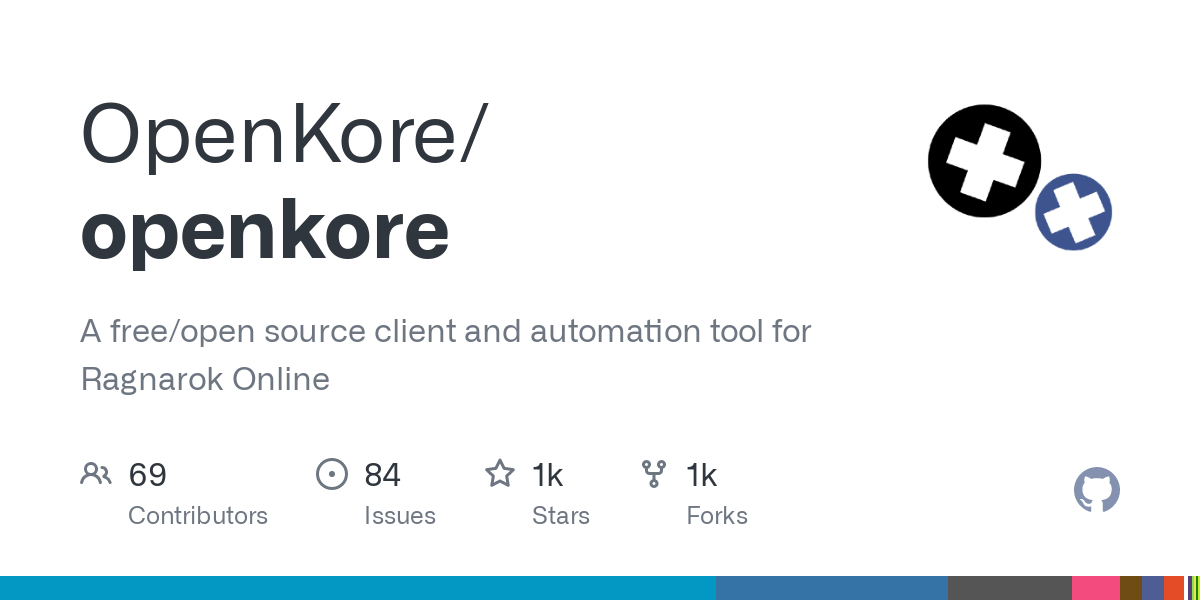 OpenKore/
openkore
A free/open source client and automation tool for
Ragnarok Online
69 84 1k 1k
Contributors Issues Stars Forks